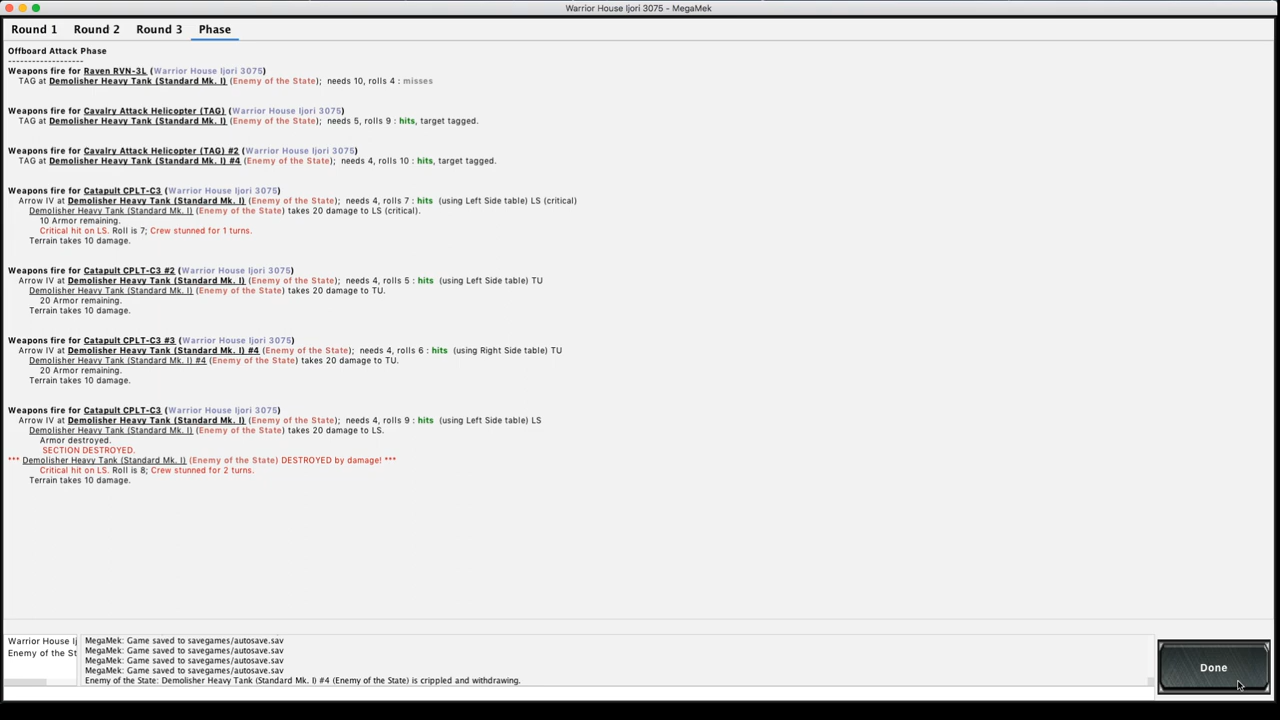 Warrior House Ijori 3075 - MegaMek
Round 1 Round 2 Round 3 Phase
Offboard Attack Phase
-------------------
Weapons fire for Raven RVN-3L (Warrior House Ijori 3075)
TAG at Demolisher Heavy Tank (Standard Mk. I) (Enemy of the State); needs 10, rolls 4 : misses
Weapons fire for Cavalry Attack Helicopter (TAG) (Warrior House Ijori 3075)
TAG at Demolisher Heavy Tank (Standard Mk. I) (Enemy of the State); needs 5, rolls 9 : hits, target tagged.
Weapons fire for Cavalry Attack Helicopter (TAG) #2 (Warrior House Ijori 3075)
TAG at Demolisher Heavy Tank (Standard Mk. I) #4 (Enemy of the State); needs 4, rolls 10 : hits, target tagged.
Weapons fire for Catapult CPLT-C3 (Warrior House Ijori 3075)
Arrow IV at Demolisher Heavy Tank (Standard Mk. I) (Enemy of the State); needs 4, rolls 7 : hits (using Left Side table) LS (critical)
Demolisher Heavy Tank (Standard Mk. I) (Enemy of the State) takes 20 damage to LS (critical).
10 Armor remaining.
Critical hit on LS. Roll is 7; Crew stunned for 1 turns.
Terrain takes 10 damage.
Weapons fire for Catapult CPLT-C3 #2 (Warrior House Ijori 3075)
Arrow IV at Demolisher Heavy Tank (Standard Mk. I) (Enemy of the State); needs 4, rolls 5 : hits (using Left Side table) TU
Demolisher Heavy Tank (Standard Mk. I) (Enemy of the State) takes 20 damage to TU.
20 Armor remaining.
Terrain takes 10 damage.
Weapons fire for Catapult CPLT-C3 #3 (Warrior House Ijori 3075)
Arrow IV at Demolisher Heavy Tank (Standard Mk. I) #4 (Enemy of the State); needs 4, rolls 6 : hits (using Right Side table) TU
Demolisher Heavy Tank (Standard Mk. I) #4 (Enemy of the State) takes 20 damage to TU.
20 Armor remaining.
Terrain takes 10 damage.
Weapons fire for Catapult CPLT-C3 (Warrior House Ijori 3075)
Arrow IV at Demolisher Heavy Tank (Standard Mk. I) (Enemy of the State); needs 4, rolls 9 : hits (using Left Side table) LS
Demolisher Heavy Tank (Standard Mk. I) (Enemy of the State) takes 20 damage to LS.
Armor destroyed.
SECTION DESTROYED.
*** Demolisher Heavy Tank (Standard Mk. I) (Enemy of the State) DESTROYED by damage! ***
Critical hit on LS. Roll is 8; Crew stunned for 2 turns.
Terrain takes 10 damage.
Warrior House Ij
Enemy of the St
MegaMek: Game saved to savegames/autosave.sav
MegaMek: Game saved to savegames/autosave.sav
MegaMek: Game saved to savegames/autosave.sav
MegaMek: Game saved to savegames/autosave.sav
Enemy of the State: Demolisher Heavy Tank (Standard Mk. I) #4 (Enemy of the State) is crippled and withdrawing.
Done